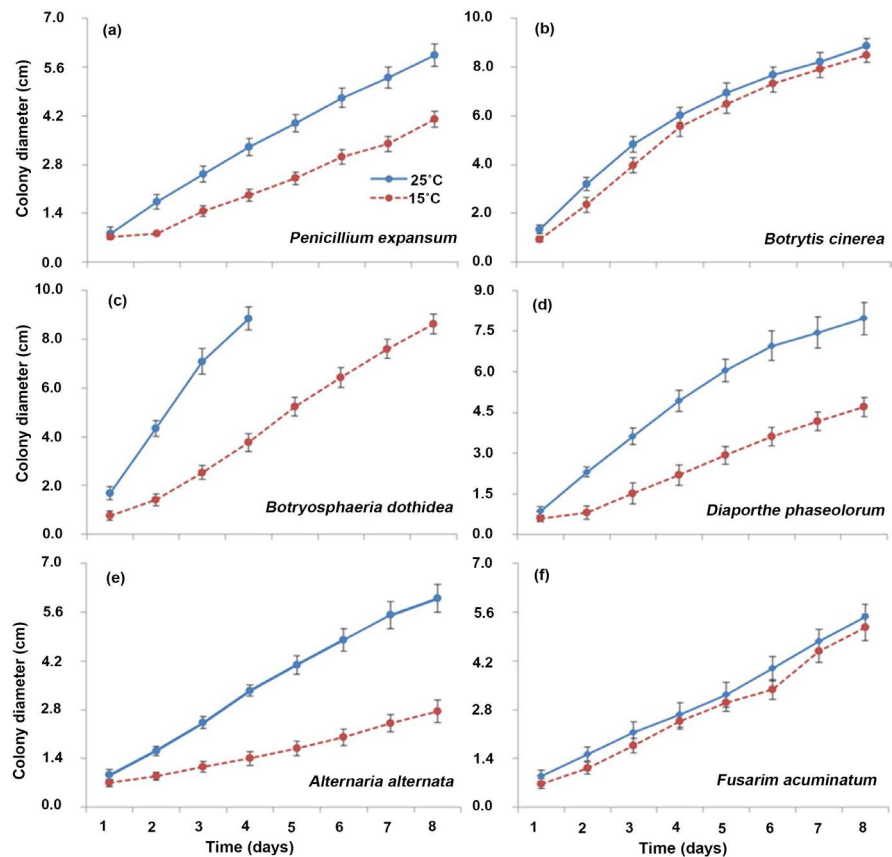 (a)
7.0
5.6
4.2
2.8
1.4
0.0
Colony diameter (cm)
25°C
15°C
Penicillium expansum
(b)
10.0
8.0
6.0
4.0
2.0
0.0
Botrytis cinerea
(c)
10.0
8.0
6.0
4.0
2.0
0.0
Colony diameter (cm)
Botryosphaeria dothidea
(d)
9.0
7.5
6.0
4.5
3.0
1.5
0.0
Diaporthe phaseolorum
(e)
7.0
5.6
4.2
2.8
1.4
0.0
Colony diameter (cm)
Alternaria alternata
1 2 3 4 5 6 7 8
Time (days)
(f)
7.0
5.6
4.2
2.8
1.4
0.0
Fusarim acuminatum
1 2 3 4 5 6 7 8
Time (days)